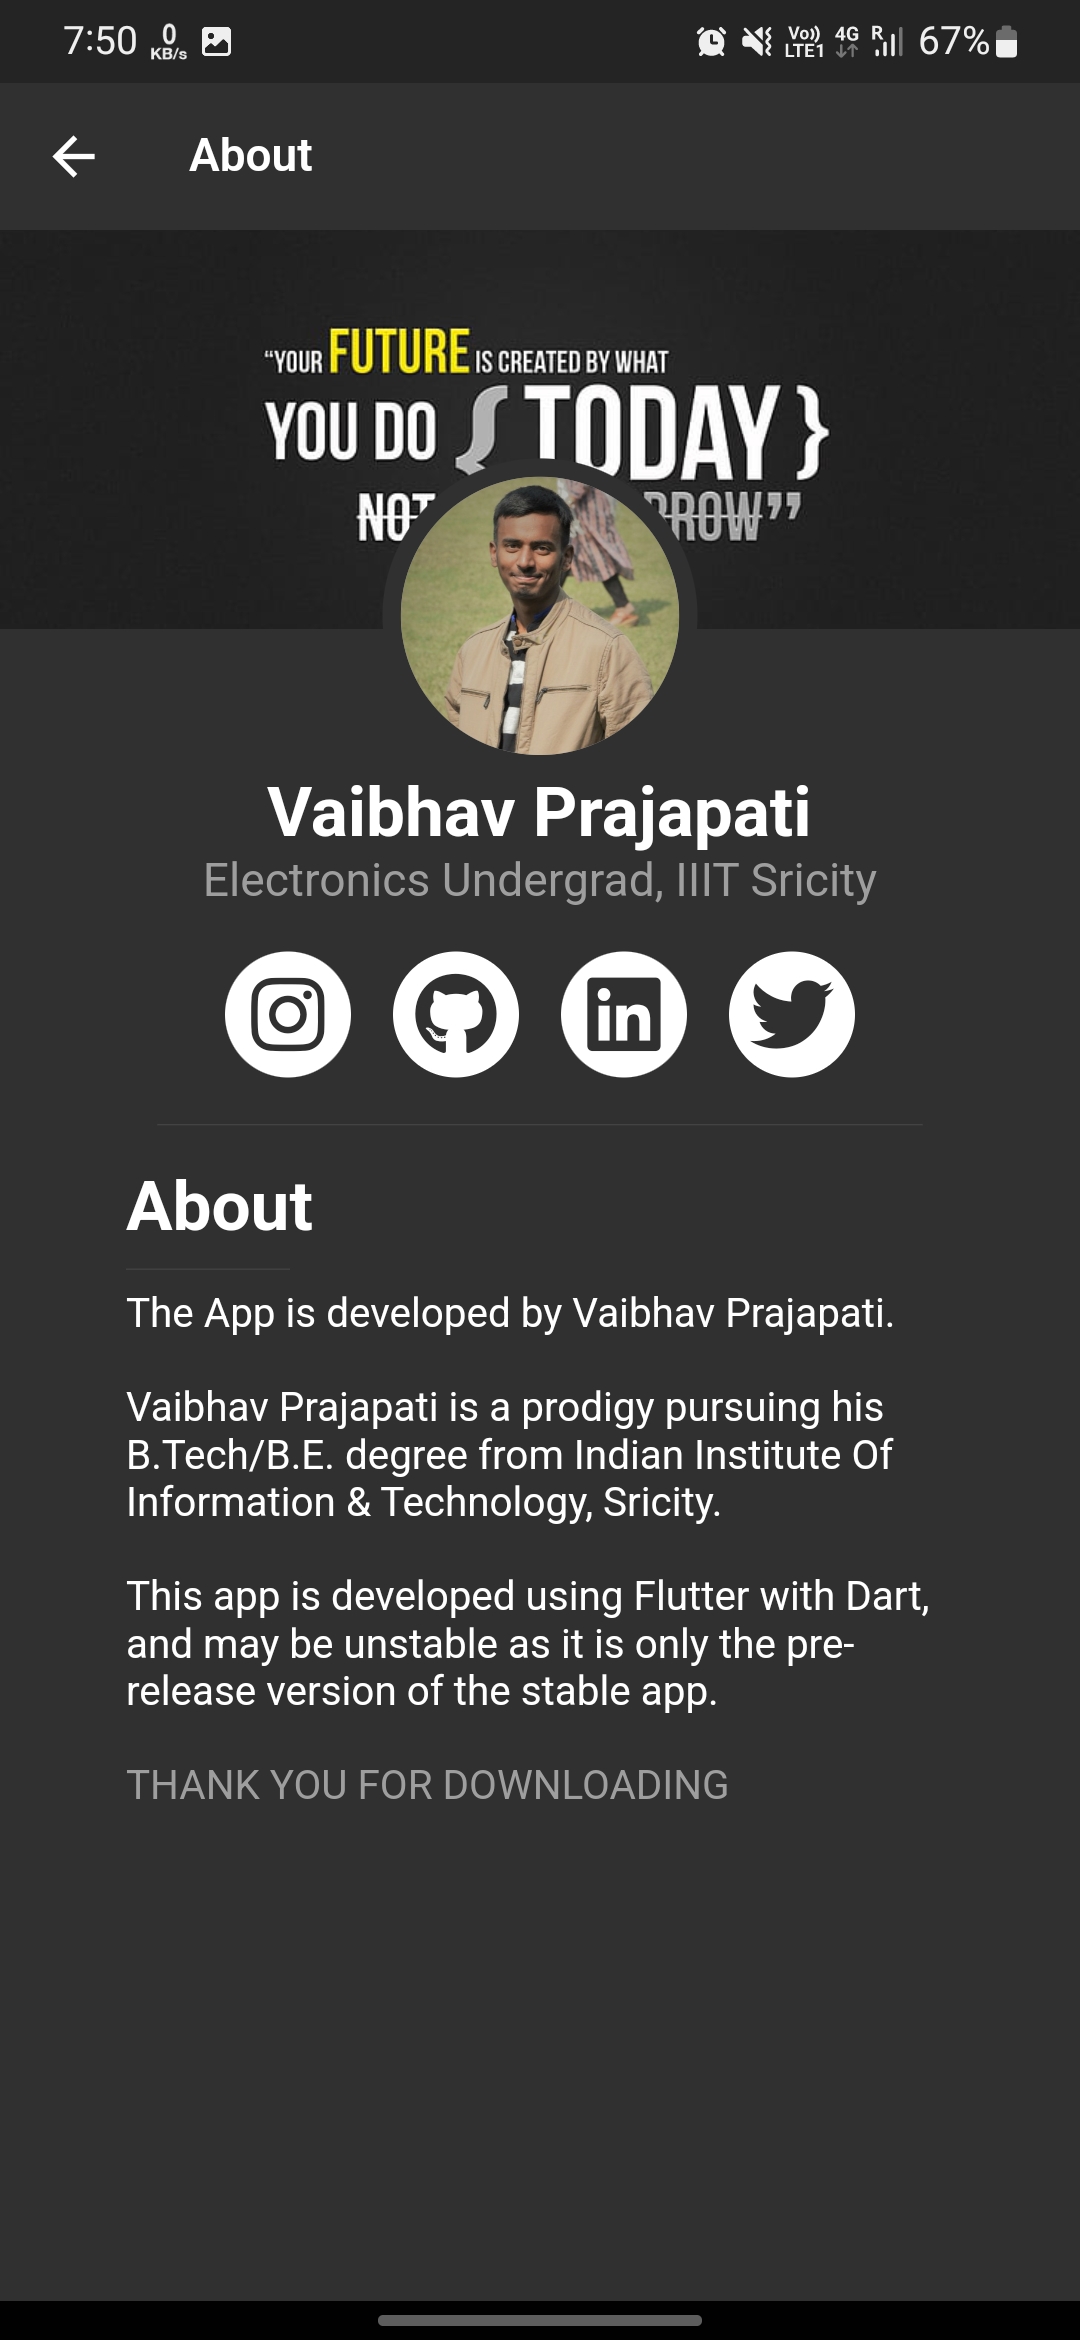 7:50 0 KB/s Vo)) LTE1 4G R 67%
About
“YOUR FUTURE IS CREATED BY WHAT
YOU DO { TODAY }
Vaibhav Prajapati
Electronics Undergrad, IIIT Sricity
in
About
The App is developed by Vaibhav Prajapati.
Vaibhav Prajapati is a prodigy pursuing his
B.Tech/B.E. degree from Indian Institute Of
Information & Technology, Sricity.
This app is developed using Flutter with Dart,
and may be unstable as it is only the pre-
release version of the stable app.
THANK YOU FOR DOWNLOADING